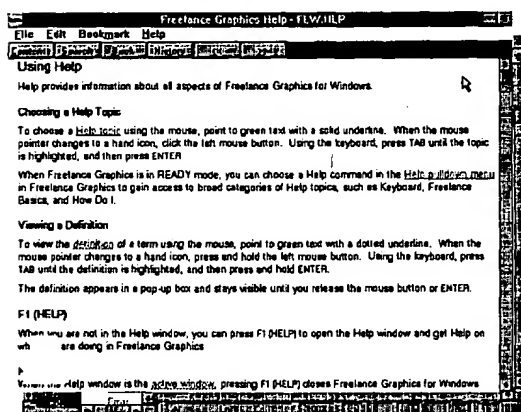 Freelance Graphics Help - FLW.HLP
File Edit Bookmark Help
Using Help
Help provides information about all aspects of Freelance Graphics for Windows.
Choosing a Help Topic
To choose a Help topic using the mouse, point to green text with a solid underline. When the mouse
pointer changes to a hand icon, click the left mouse button. Using the keyboard, press TAB until the topic
is highlighted, and then press ENTER
When Freelance Graphics is in READY mode, you can choose a Help command in the Help pulldown menu
in Freelance Graphics to gain access to broad categories of Help topics, such as Keyboard, Freelance
Basics, and How Do I.
Viewing a Definition
To view the definition of a term using the mouse, point to green text with a dotted underline. When the
mouse pointer changes to a hand icon, press and hold the left mouse button. Using the keyboard, press
TAB until the definition is highlighted, and then press and hold ENTER.
The definition appears in a pop-up box and stays visible until you release the mouse button or ENTER.
F1 (HELP)
When you are not in the Help window, you can press F1 (HELP) to open the Help window and get Help on
wh are doing in Freelance Graphics
When the Help window is the active window, pressing F1 (HELP) closes Freelance Graphics for Windows